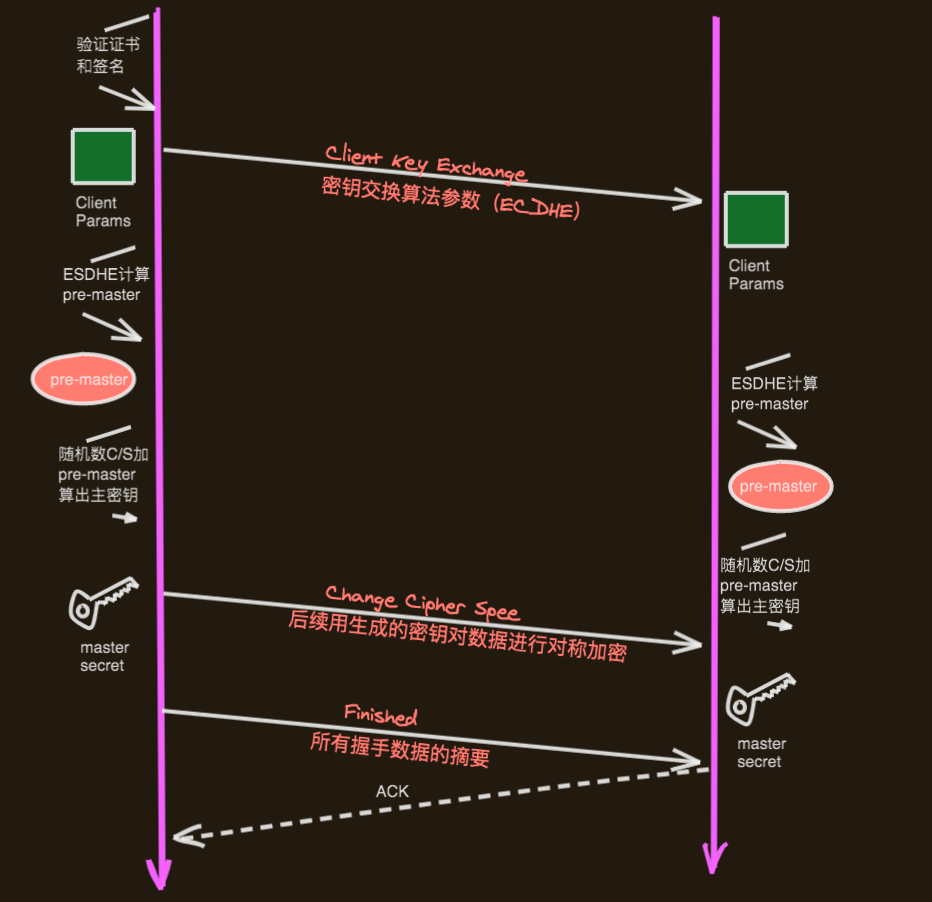 验证证书
和签名
Client Key Exchange
密钥交换算法参数（ECDHE）
Client
Params
Client
Params
ESDHE计算
pre-master
pre-master
ESDHE计算
pre-master
随机数C/S加
pre-master
算出主密钥
pre-master
随机数C/S加
pre-master
算出主密钥
Change Cipher Spee
后续用生成的密钥对数据进行对称加密
master
secret
Finished
所有握手数据的摘要
master
secret
ACK